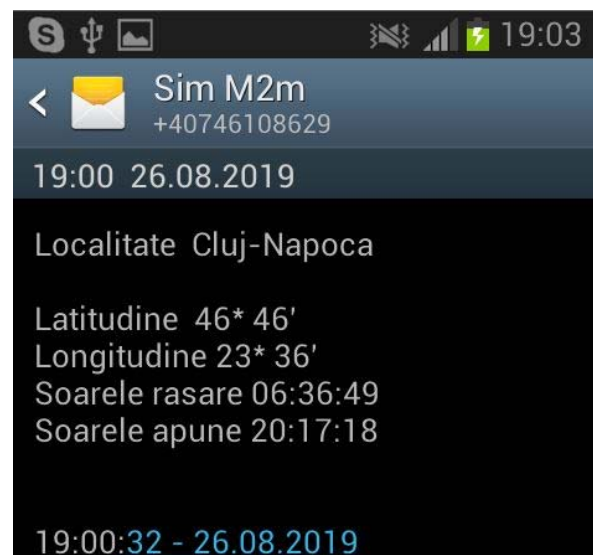 19:03
Sim M2m
+40746108629
19:00 26.08.2019
Localitate Cluj-Napoca
Latitudine 46* 46'
Longitudine 23* 36'
Soarele rasare 06:36:49
Soarele apune 20:17:18
19:00:32 - 26.08.2019